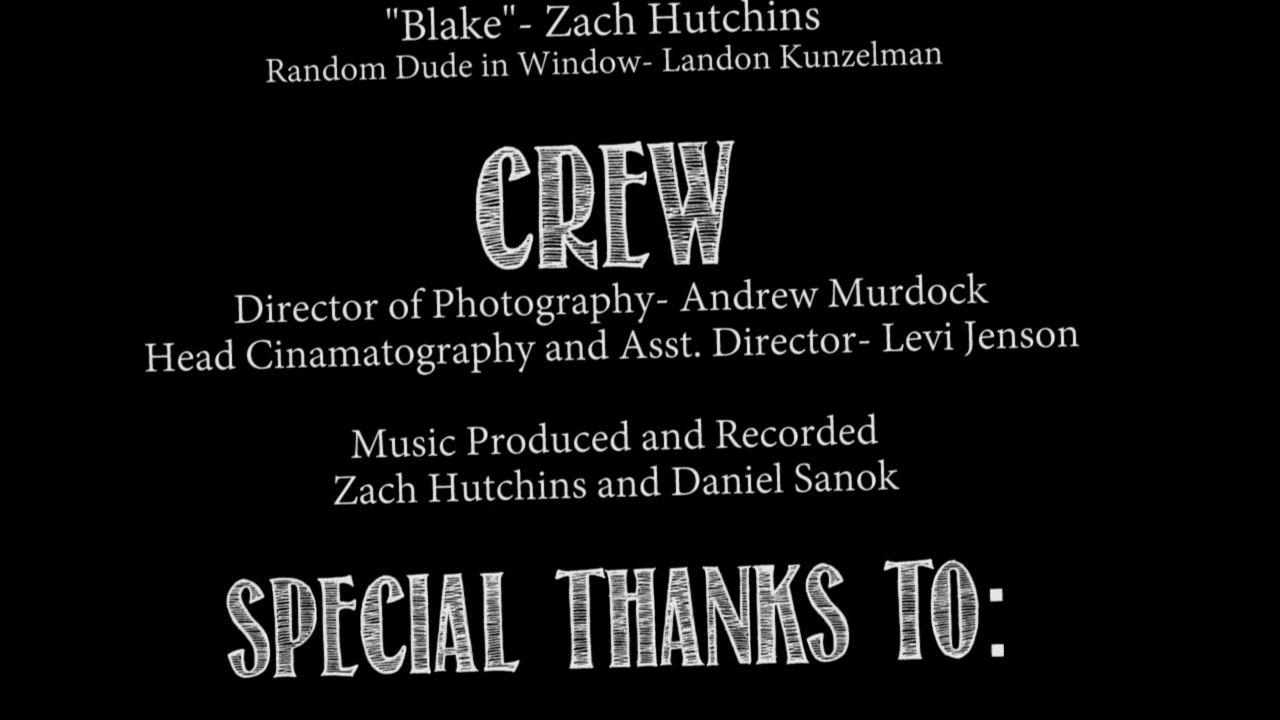 "Blake"- Zach Hutchins
Random Dude in Window- Landon Kunzelman
CREW
Director of Photography- Andrew Murdock
Head Cinamatography and Asst. Director- Levi Jenson
Music Produced and Recorded
Zach Hutchins and Daniel Sanok
SPECIAL THANKS TO: